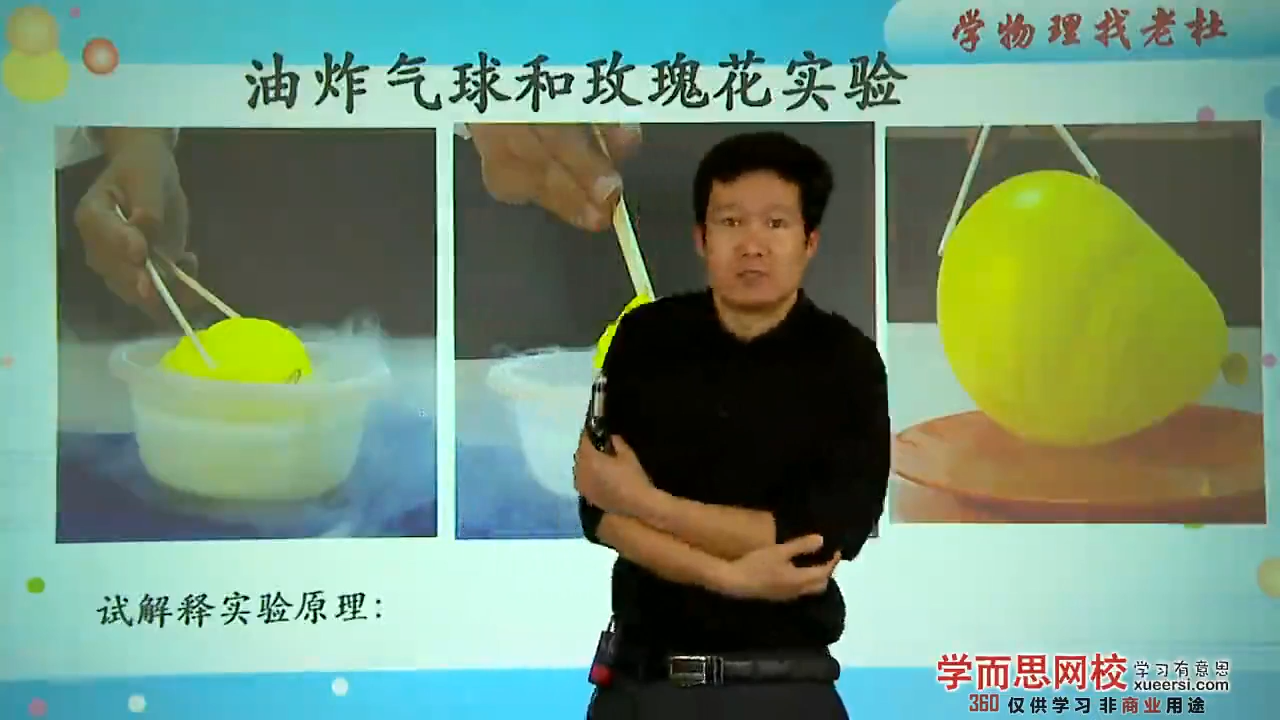 学物理找老杜
油炸气球和玫瑰花实验
试解释实验原理:
学而思网校 学习有意思
xueersi.com
360 仅供学习 非商业用途